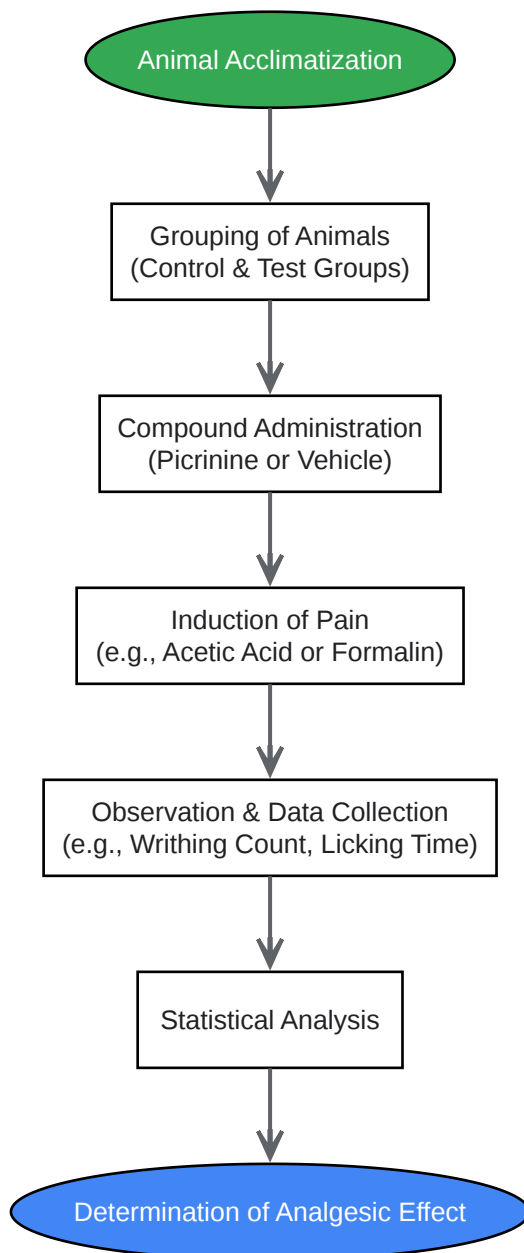 Animal Acclimatization
Grouping of Animals
(Control & Test Groups)
Compound Administration
(Picrinine or Vehicle)
Induction of Pain
(e.g., Acetic Acid or Formalin)
Observation & Data Collection
(e.g., Writhing Count, Licking Time)
Statistical Analysis
Determination of Analgesic Effect